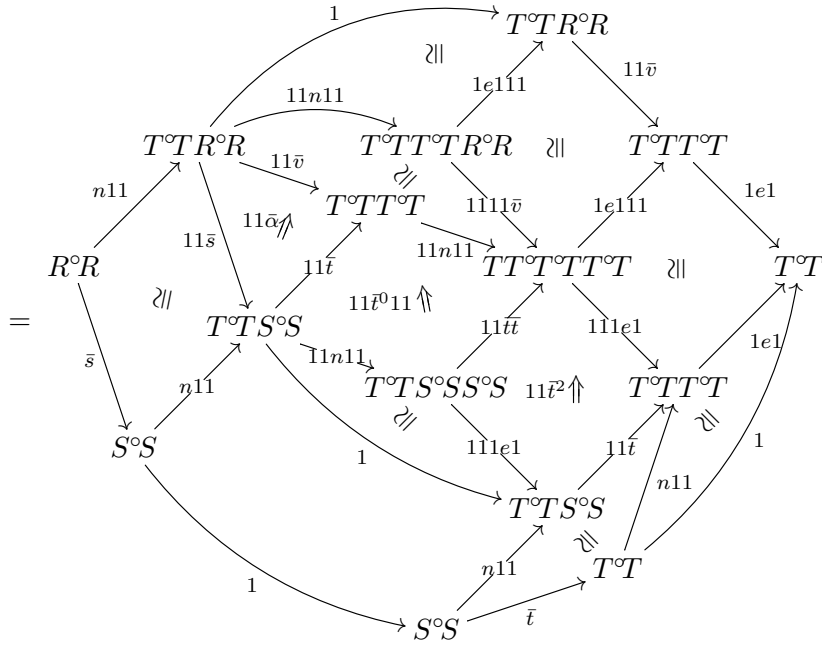 1
T°TR°R
≀||
11v̄
11n11
1e111
T°TR°R
T°TT°TR°R
≀||
T°TT°T
n11
11v̄
≀||
1e1
11ᾱ
T°TT°T
1111v̄
1e111
11s̄
11n11
R°R
11t̄
TT°T°TT°T
≀||
T°T
≀||
11t̄⁰11
=
T°TS°S
11t̄t̄
111e1
s̄
11n11
1e1
n11
T°TS°SS°S
11t̄²
T°TT°T
≀||
≀||
S°S
1
111e1
11t̄
1
n11
T°TS°S
≀||
1
n11
T°T
S°S
t̄